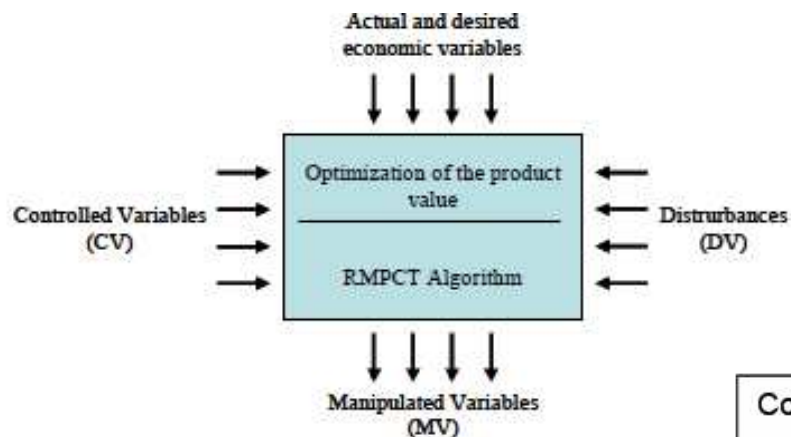 Actual and desired
economic variables
Optimization of the product
value
Controlled Variables
(CV)
Distrurbances
(DV)
RMPCT Algorithm
Manipulated Variables
(MV)